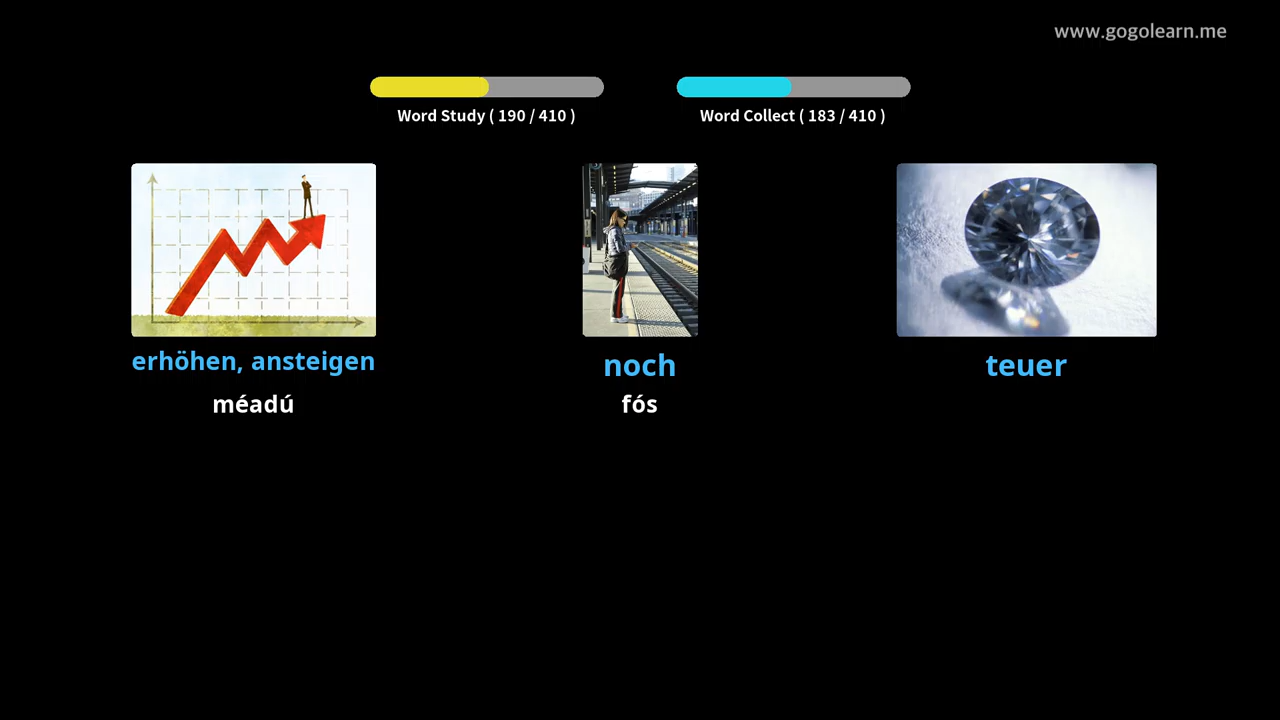 www.gogolearn.me
Word Study ( 190 / 410 )
Word Collect ( 183 / 410 )
erhöhen, ansteigen
méadú
noch
fós
teuer